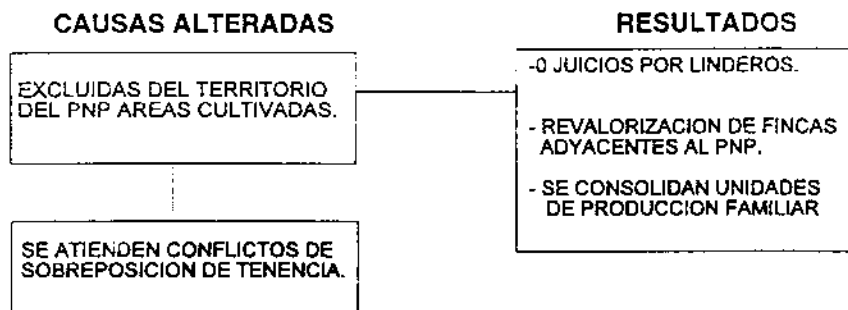 CAUSAS ALTERADAS
EXCLUIDAS DEL TERRITORIO
DEL PNP AREAS CULTIVADAS.
SE ATIENDEN CONFLICTOS DE
SOBREPOSICION DE TENENCIA.
RESULTADOS
-0 JUICIOS POR LINDEROS.
- REVALORIZACION DE FINCAS
ADYACENTES AL PNP.
- SE CONSOLIDAN UNIDADES
DE PRODUCCION FAMILIAR